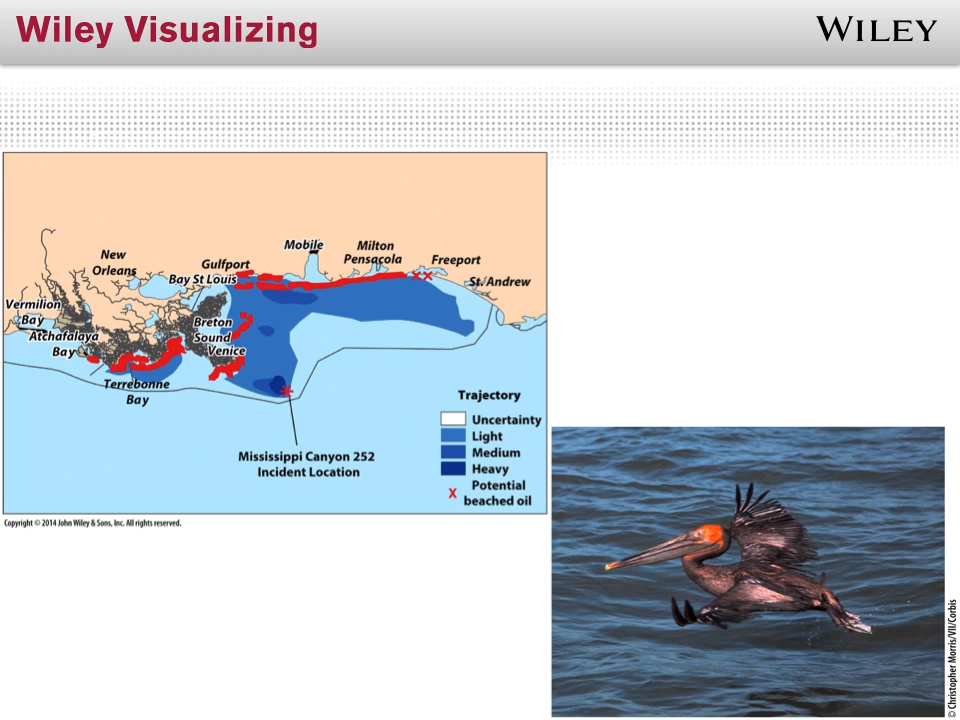 Wiley Visualizing
WILEY
New
Orleans
Gulfport
Bay St Louis
Mobile
Milton
Pensacola
Freeport
St. Andrew
Vermilion
Bay
Atchafalaya
Bay
Breton
Sound
Venice
Terrebonne
Bay
Mississippi Canyon 252
Incident Location
Trajectory
Uncertainty
Light
Medium
Heavy
X Potential
beached oil
Copyright © 2014 John Wiley & Sons, Inc. All rights reserved.
© Christopher Morris/VII/Corbis